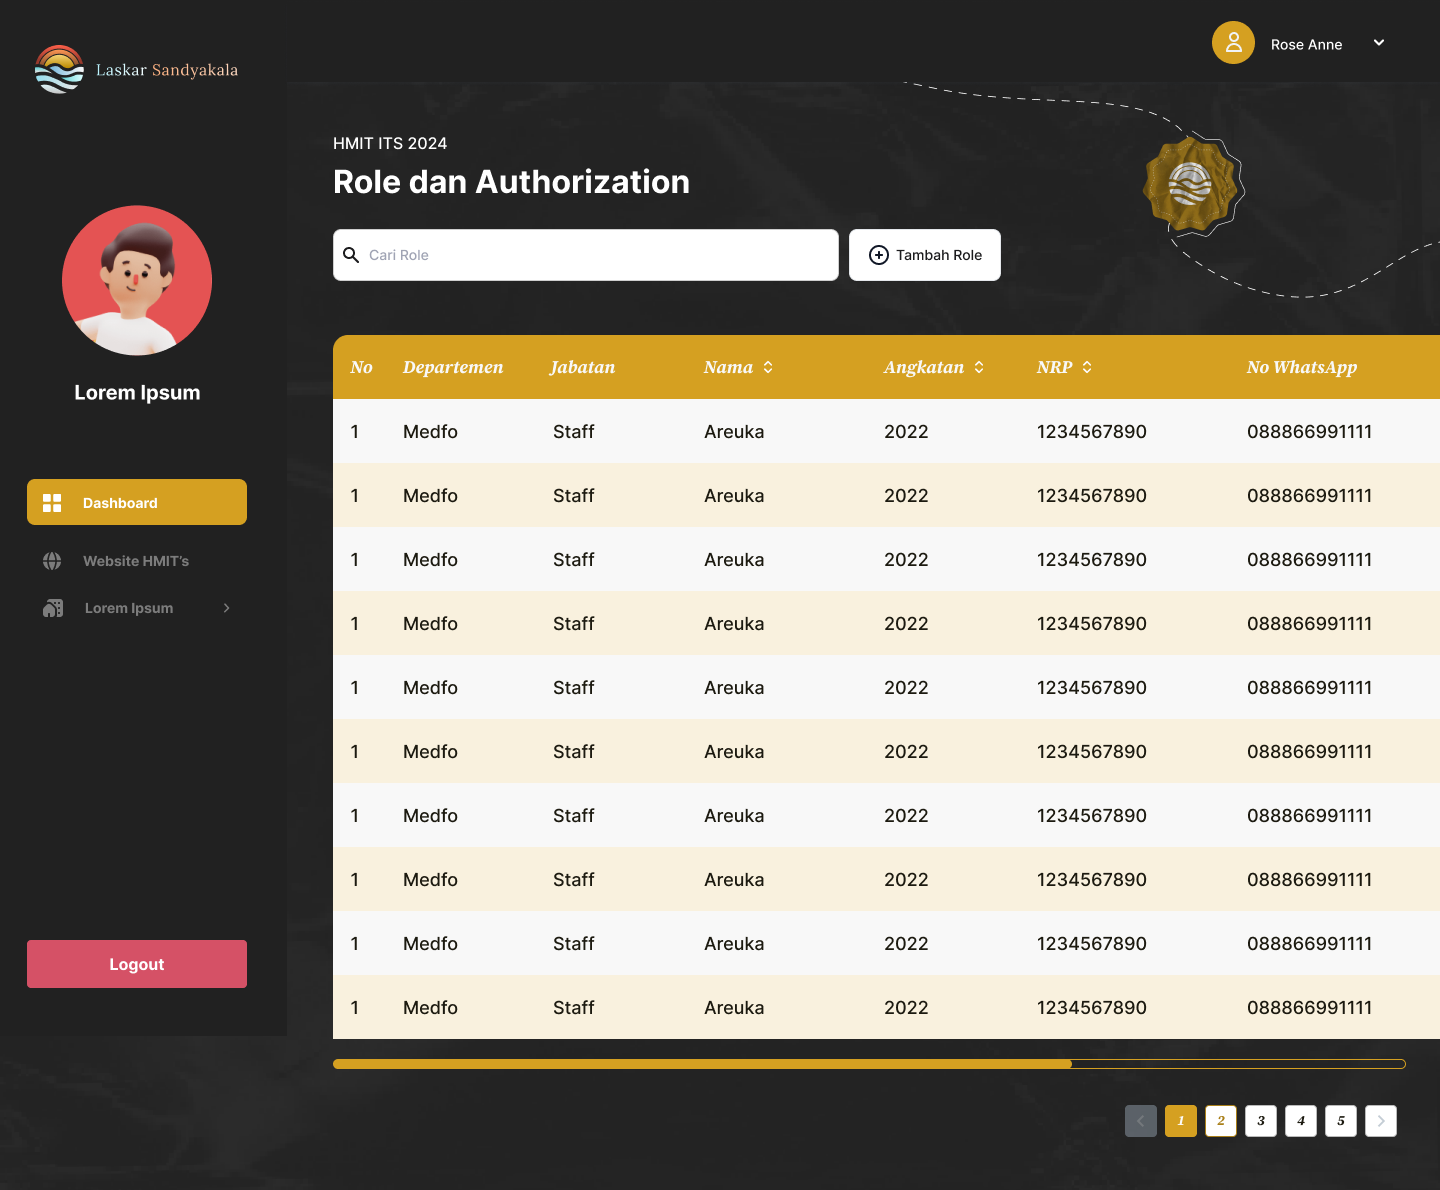 Laskar Sandyakala
Rose Anne
HMIT ITS 2024
Role dan Authorization
Cari Role
Tambah Role
Lorem Ipsum
Dashboard
Website HMIT's
Lorem Ipsum
Logout
No Departemen Jabatan Nama Angkatan NRP No WhatsApp
1 Medfo Staff Areuka 2022 1234567890 088866991111
1 Medfo Staff Areuka 2022 1234567890 088866991111
1 Medfo Staff Areuka 2022 1234567890 088866991111
1 Medfo Staff Areuka 2022 1234567890 088866991111
1 Medfo Staff Areuka 2022 1234567890 088866991111
1 Medfo Staff Areuka 2022 1234567890 088866991111
1 Medfo Staff Areuka 2022 1234567890 088866991111
1 Medfo Staff Areuka 2022 1234567890 088866991111
1 Medfo Staff Areuka 2022 1234567890 088866991111
1 Medfo Staff Areuka 2022 1234567890 088866991111
1 2 3 4 5